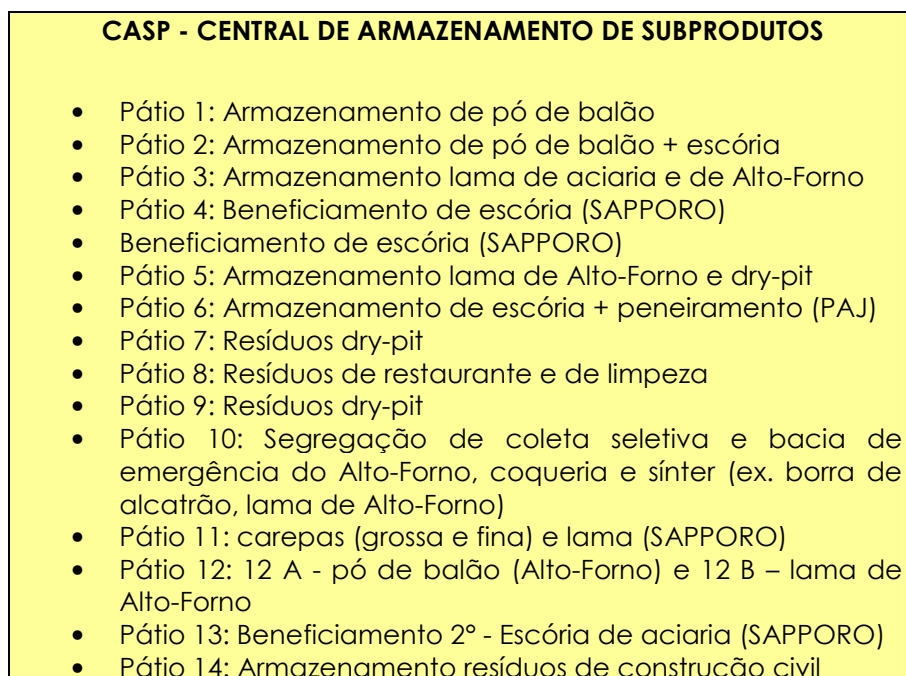 CASP - CENTRAL DE ARMAZENAMENTO DE SUBPRODUTOS
• Pátio 1: Armazenamento de pó de balão
• Pátio 2: Armazenamento de pó de balão + escória
• Pátio 3: Armazenamento lama de aciaria e de Alto-Forno
• Pátio 4: Beneficiamento de escória (SAPPORO)
• Beneficiamento de escória (SAPPORO)
• Pátio 5: Armazenamento lama de Alto-Forno e dry-pit
• Pátio 6: Armazenamento de escória + peneiramento (PAJ)
• Pátio 7: Resíduos dry-pit
• Pátio 8: Resíduos de restaurante e de limpeza
• Pátio 9: Resíduos dry-pit
• Pátio 10: Segregação de coleta seletiva e bacia de
emergência do Alto-Forno, coqueria e sínter (ex. borra de
alcatrão, lama de Alto-Forno)
• Pátio 11: carepas (grossa e fina) e lama (SAPPORO)
• Pátio 12: 12 A - pó de balão (Alto-Forno) e 12 B – lama de
Alto-Forno
• Pátio 13: Beneficiamento 2º - Escória de aciaria (SAPPORO)
• Pátio 14: Armazenamento resíduos de construção civil